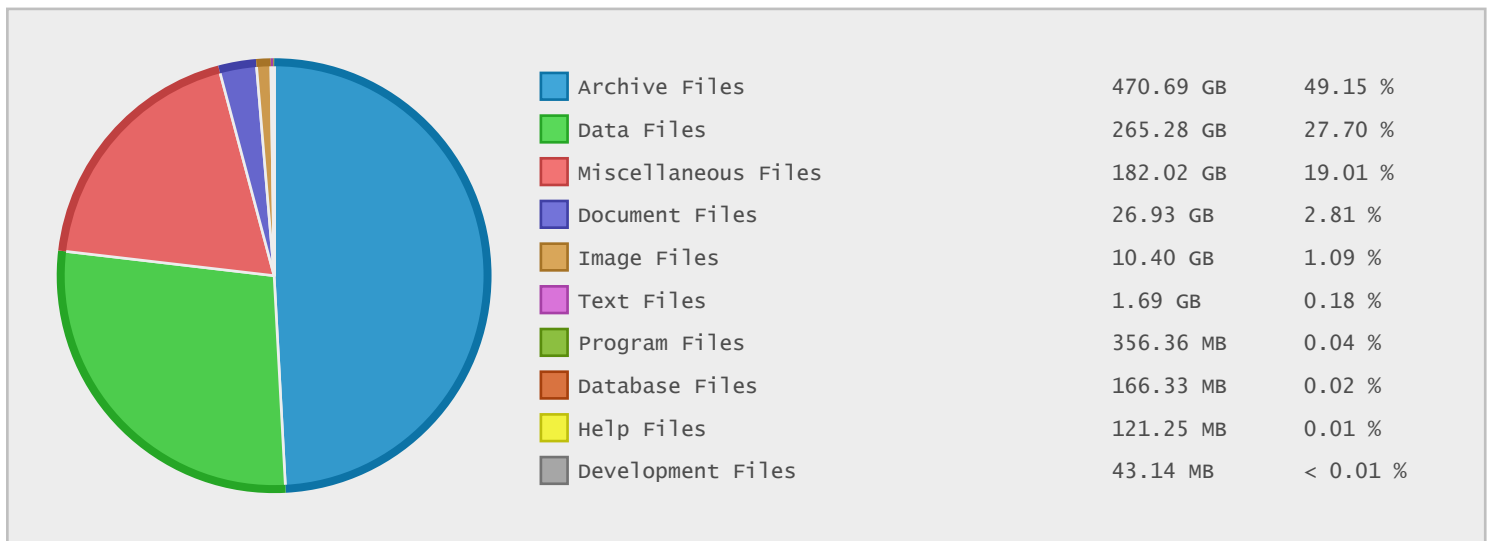 Archive Files 470.69 GB 49.15 %
Data Files 265.28 GB 27.70 %
Miscellaneous Files 182.02 GB 19.01 %
Document Files 26.93 GB 2.81 %
Image Files 10.40 GB 1.09 %
Text Files 1.69 GB 0.18 %
Program Files 356.36 MB 0.04 %
Database Files 166.33 MB 0.02 %
Help Files 121.25 MB 0.01 %
Development Files 43.14 MB < 0.01 %